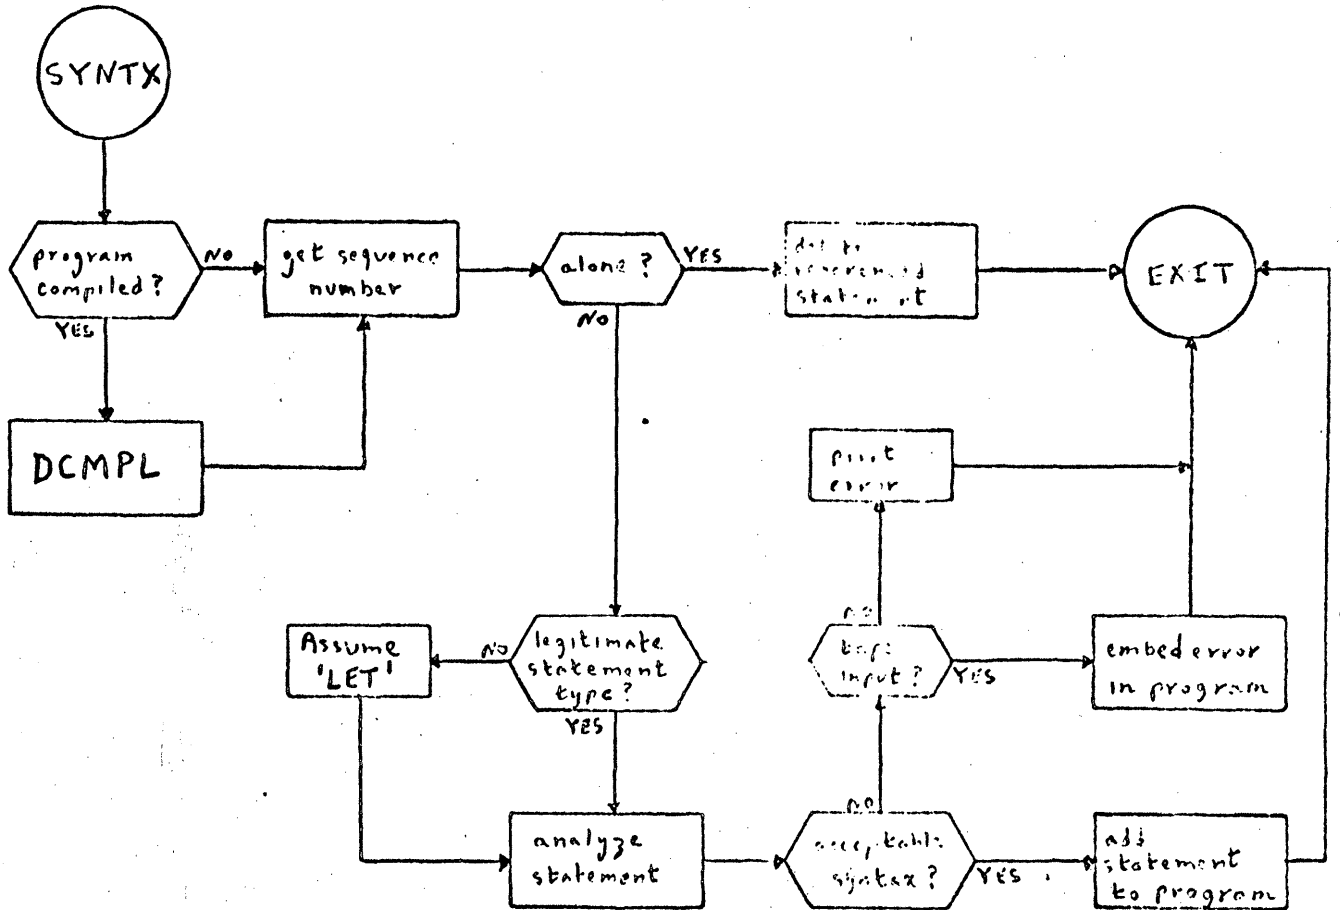 SYNTX
program
compiled?
NO
YES
get sequence
number
alone?
YES
NO
statement
EXIT
DCMPL
print
error
NO
input?
YES
embed error
in program
legitimate
statement
type?
NO
YES
Assume
'LET'
analyze
statement
acceptable
syntax?
NO
YES
add
statement
to program